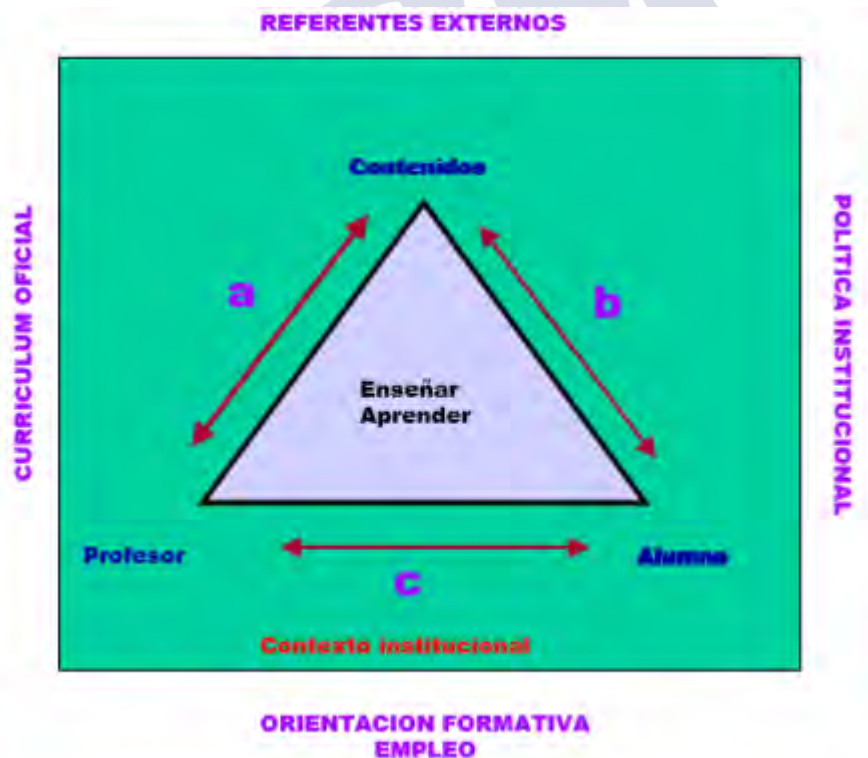 REFERENTES EXTERNOS
Contenidos
CURRICULUM OFICIAL
POLITICA INSTITUCIONAL
a
b
Enseñar
Aprender
Profesor
Alumno
c
Contexto institucional
ORIENTACION FORMATIVA
EMPLEO